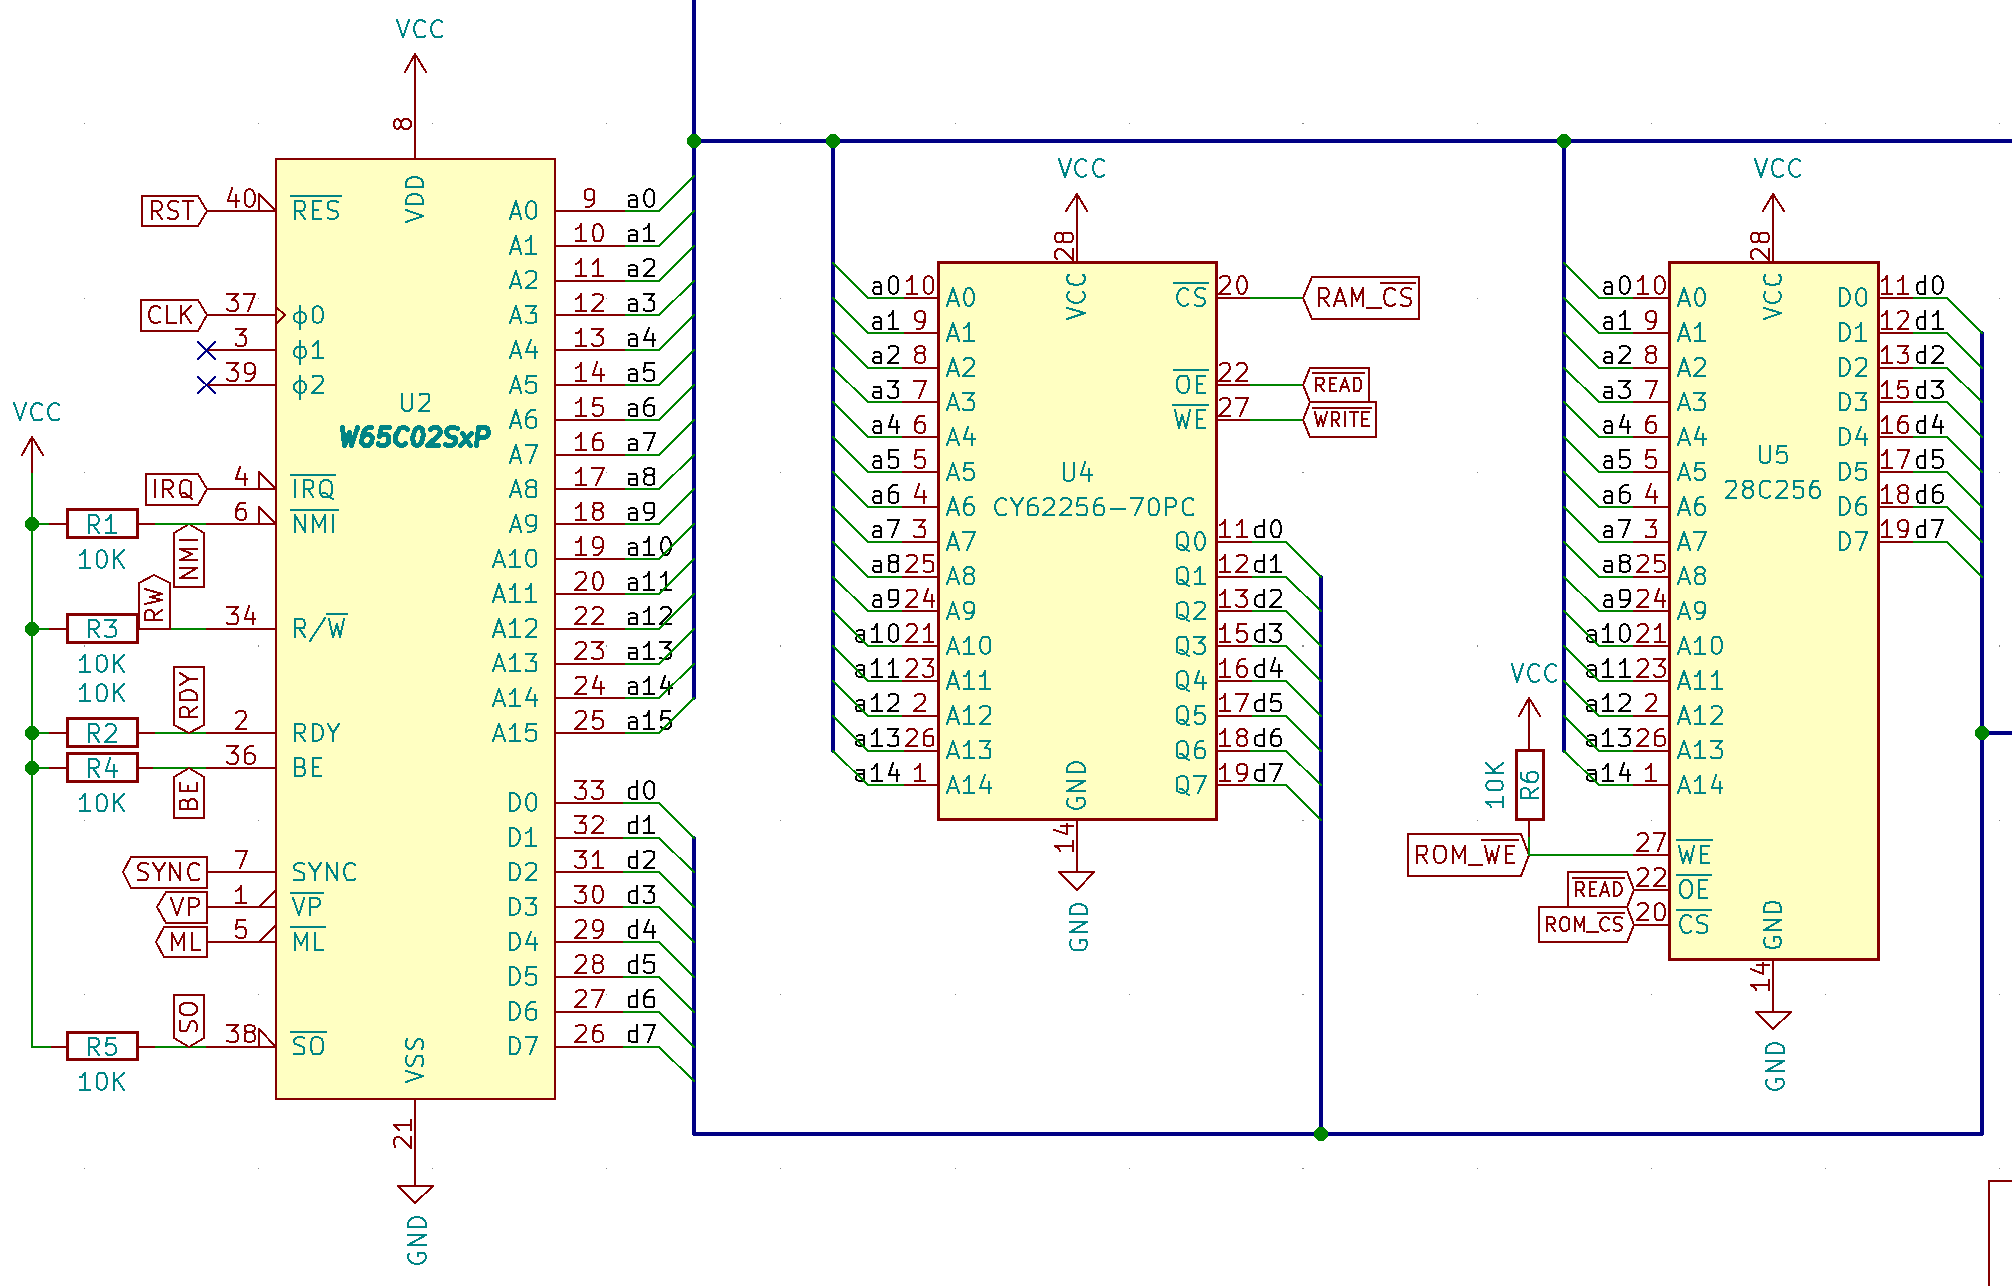 VCC
8
VDD
RST
40
RES
CLK
37
ϕ0
3
ϕ1
39
ϕ2
U2
W65C02SxP
VCC
IRQ
4
IRQ
R1
10K
NMI
6
NMI
RW
R3
10K
34
R/W
10K
R2
RDY
2
RDY
R4
10K
BE
36
BE
SYNC
7
SYNC
VP
1
VP
ML
5
ML
SO
R5
10K
38
SO
VSS
21
GND
A0 9 a0
A1 10 a1
A2 11 a2
A3 12 a3
A4 13 a4
A5 14 a5
A6 15 a6
A7 16 a7
A8 17 a8
A9 18 a9
A10 19 a10
A11 20 a11
A12 22 a12
A13 23 a13
A14 24 a14
A15 25 a15
D0 33 d0
D1 32 d1
D2 31 d2
D3 30 d3
D4 29 d4
D5 28 d5
D6 27 d6
D7 26 d7
VCC
28
VCC
a0 10 A0
a1 9 A1
a2 8 A2
a3 7 A3
a4 6 A4
a5 5 A5
a6 4 A6
a7 3 A7
a8 25 A8
a9 24 A9
a10 21 A10
a11 23 A11
a12 2 A12
a13 26 A13
a14 1 A14
U4
CY62256-70PC
CS 20 RAM_CS
OE 22 READ
WE 27 WRITE
Q0 11 d0
Q1 12 d1
Q2 13 d2
Q3 15 d3
Q4 16 d4
Q5 17 d5
Q6 18 d6
Q7 19 d7
GND
14
GND
VCC
28
VCC
a0 10 A0
a1 9 A1
a2 8 A2
a3 7 A3
a4 6 A4
a5 5 A5
a6 4 A6
a7 3 A7
a8 25 A8
a9 24 A9
a10 21 A10
a11 23 A11
a12 2 A12
a13 26 A13
a14 1 A14
U5
28C256
D0 11 d0
D1 12 d1
D2 13 d2
D3 15 d3
D4 16 d4
D5 17 d5
D6 18 d6
D7 19 d7
VCC
10K
R6
ROM_WE 27 WE
READ 22 OE
ROM_CS 20 CS
GND
14
GND